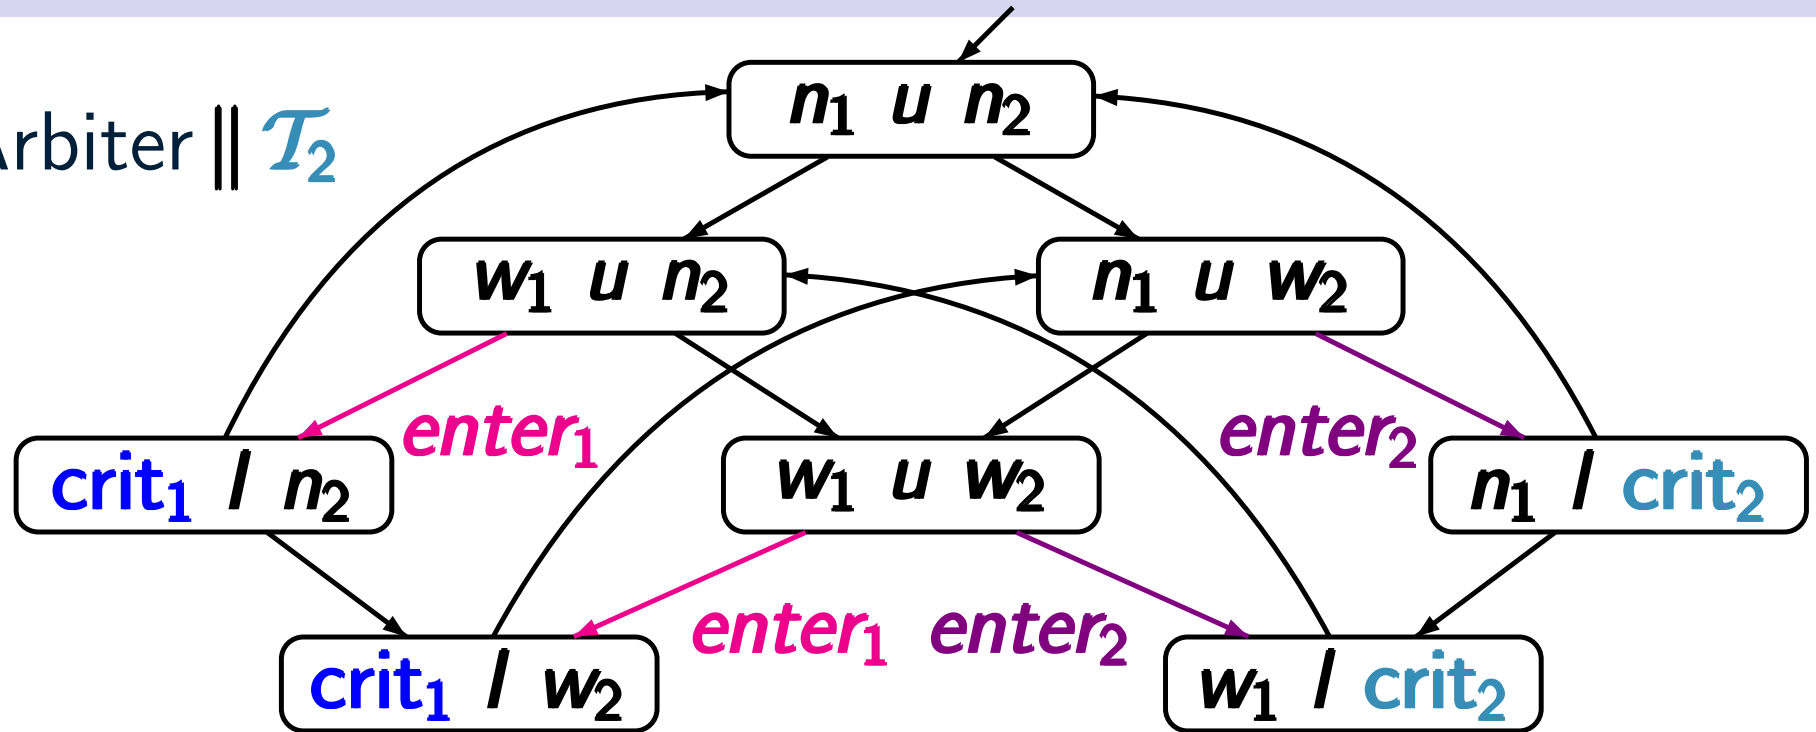 n₁ u n₂
Arbiter || 𝒯₂
w₁ u n₂
n₁ u w₂
enter₁
enter₂
crit₁ l n₂
w₁ u w₂
n₁ l crit₂
enter₁
enter₂
crit₁ l w₂
w₁ l crit₂